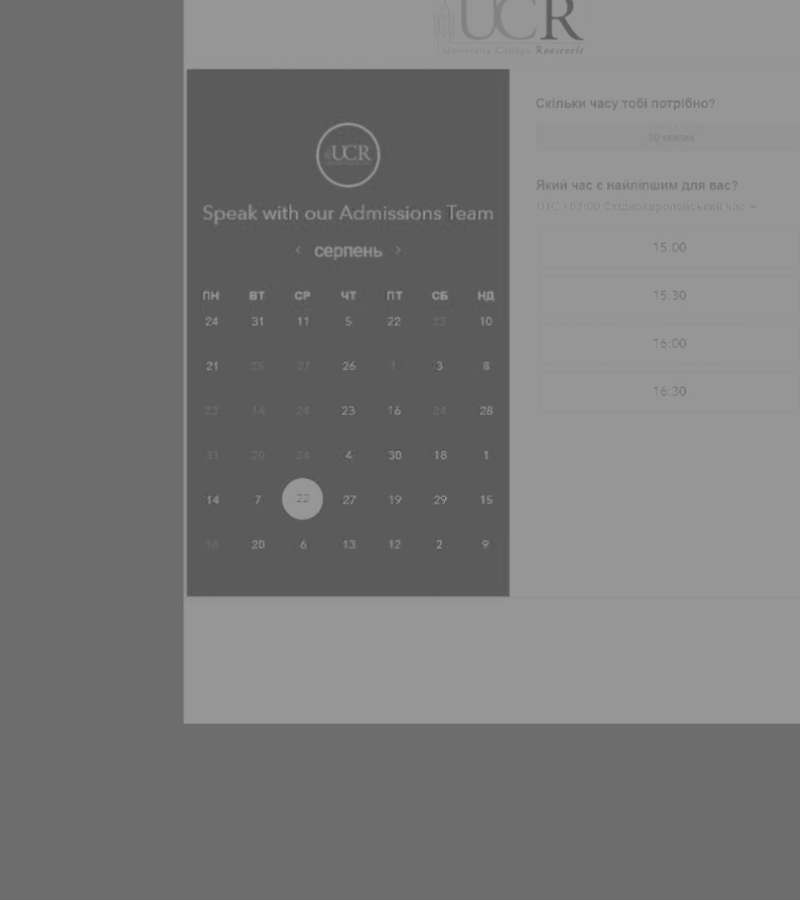 UCR
University College Roosevelt
UCR
Speak with our Admissions Team
< серпень >
ПН ВТ СР ЧТ ПТ СБ НД
24 31 11 5 22 23 10
21 25 27 26 1 3 8
22 14 24 23 16 24 28
31 20 24 4 30 18 1
14 7 22 27 19 29 15
18 20 6 13 12 2 9
Скільки часу тобі потрібно?
30 хвилин
Який час є найліпшим для вас?
UTC +03:00 Східноєвропейський час
15:00
15:30
16:00
16:30